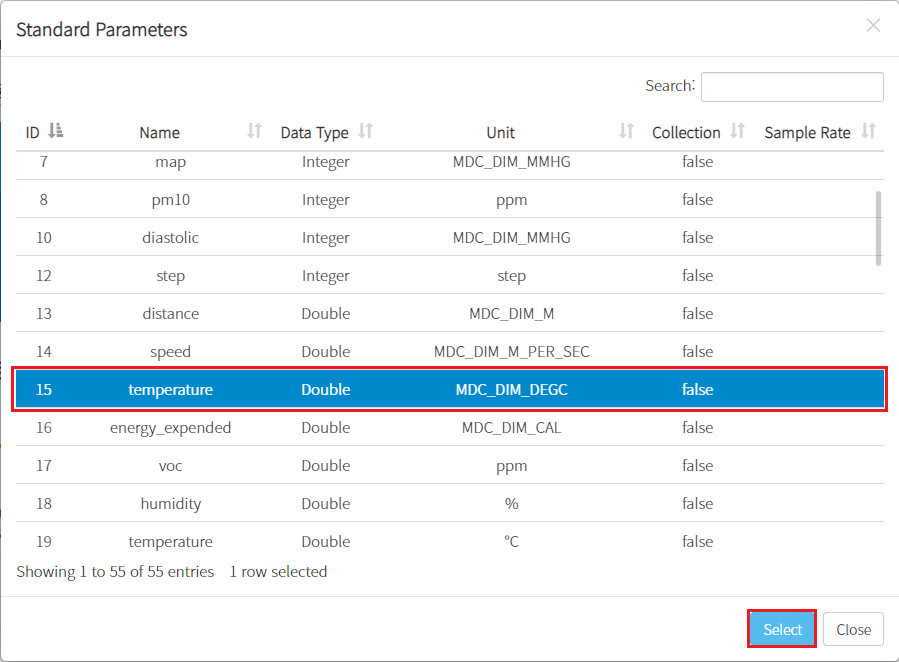 Standard Parameters
Search:
ID Name Data Type Unit Collection Sample Rate
7 map Integer MDC_DIM_MMHG false
8 pm10 Integer ppm false
10 diastolic Integer MDC_DIM_MMHG false
12 step Integer step false
13 distance Double MDC_DIM_M false
14 speed Double MDC_DIM_M_PER_SEC false
15 temperature Double MDC_DIM_DEGC false
16 energy_expended Double MDC_DIM_CAL false
17 voc Double ppm false
18 humidity Double % false
19 temperature Double °C false
Showing 1 to 55 of 55 entries 1 row selected
Select Close